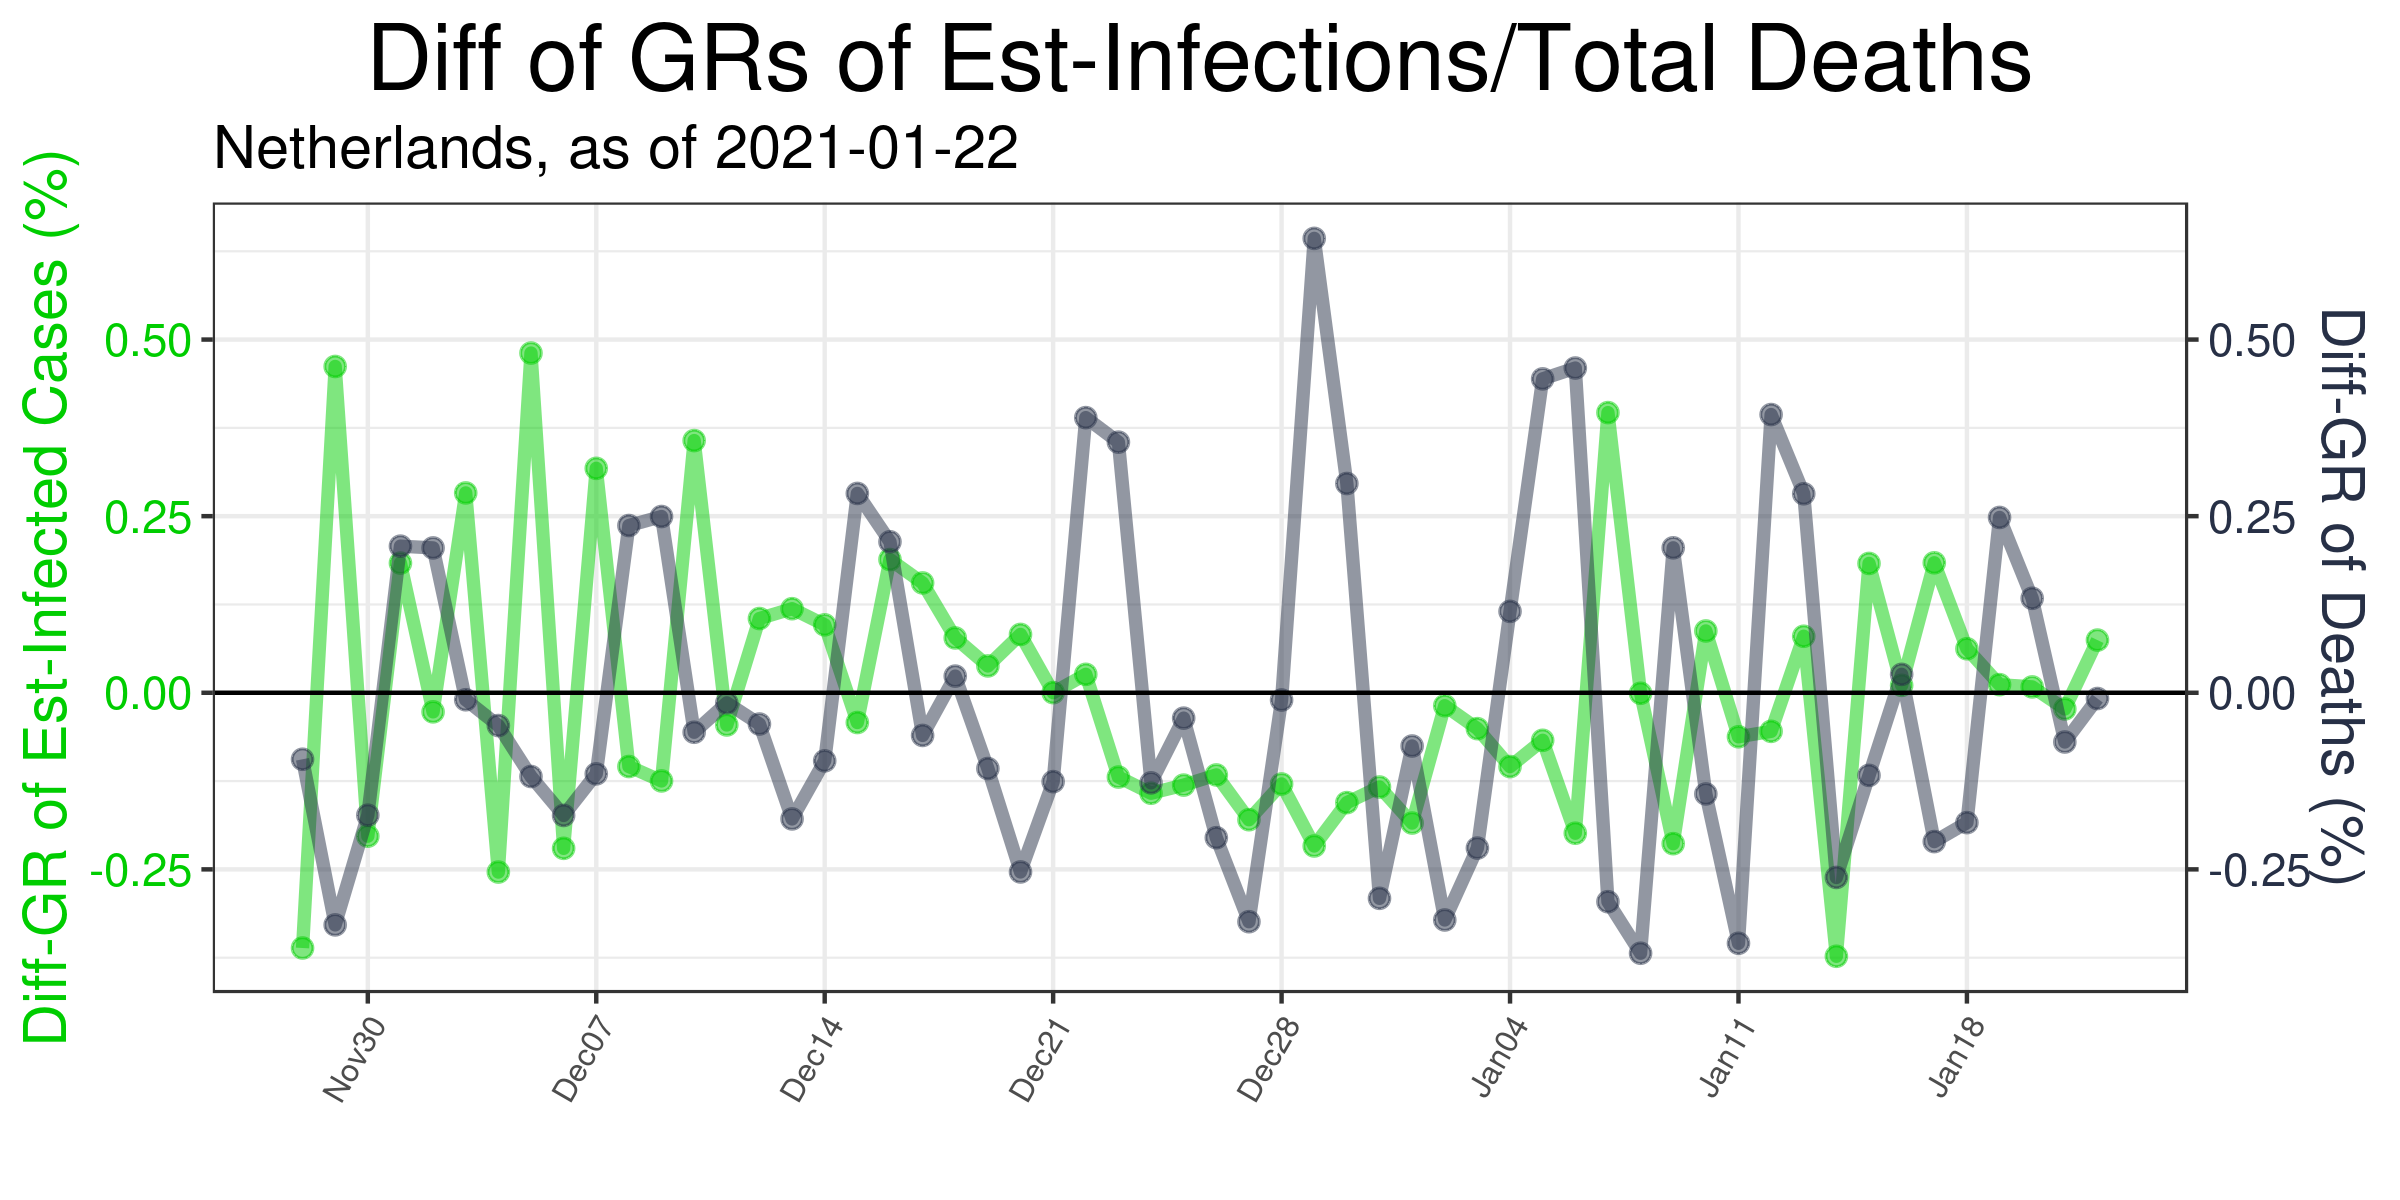 Diff of GRs of Est-Infections/Total Deaths
Netherlands, as of 2021-01-22
Diff-GR of Est-Infected Cases (%)
0.50
0.25
0.00
-0.25
0.50
0.25
0.00
-0.25
Diff-GR of Deaths (%)
Nov30
Dec07
Dec14
Dec21
Dec28
Jan04
Jan11
Jan18